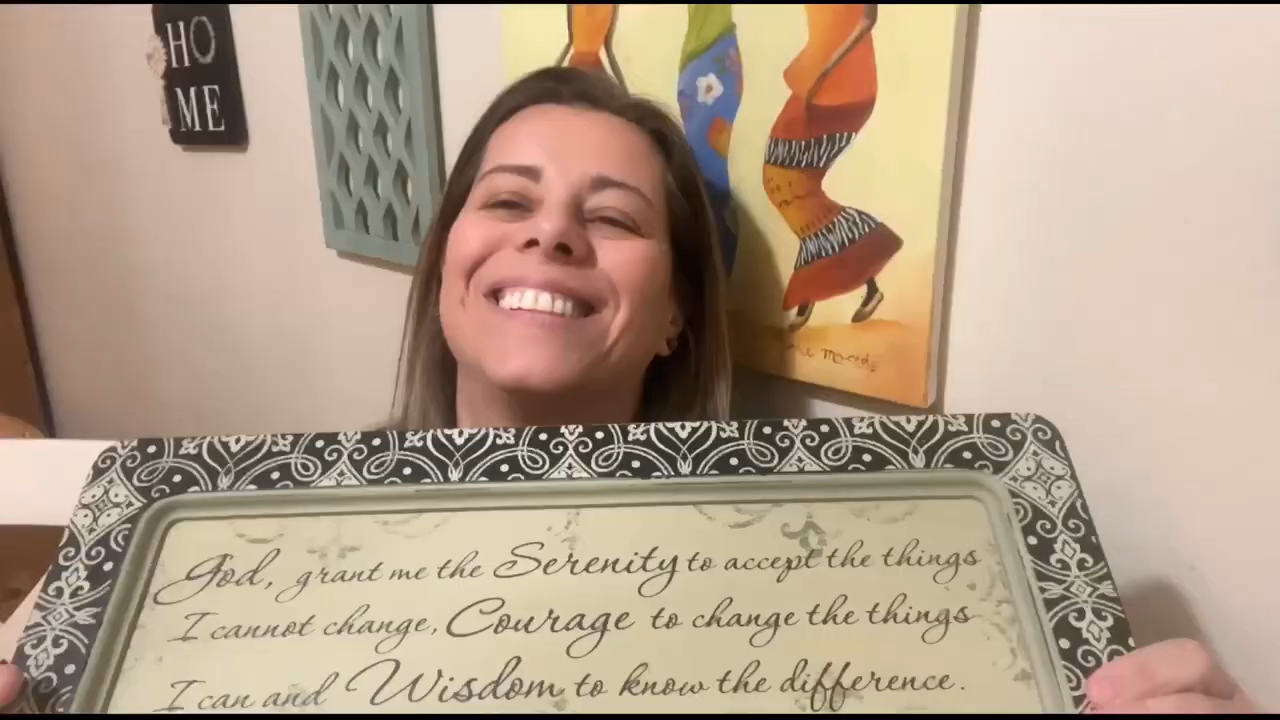 HO
ME
God, grant me the Serenity to accept the things
I cannot change, Courage to change the things
I can and Wisdom to know the difference.